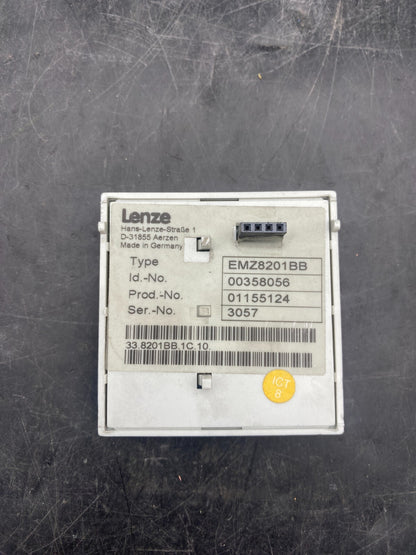 Lenze
Hans-Lenze-Straße 1
D-31855 Aerzen
Made in Germany
Type EMZ8201BB
Id.-No. 00358056
Prod.-No. 01155124
Ser.-No. 3057
33.8201BB.1C.10.
ICT
8